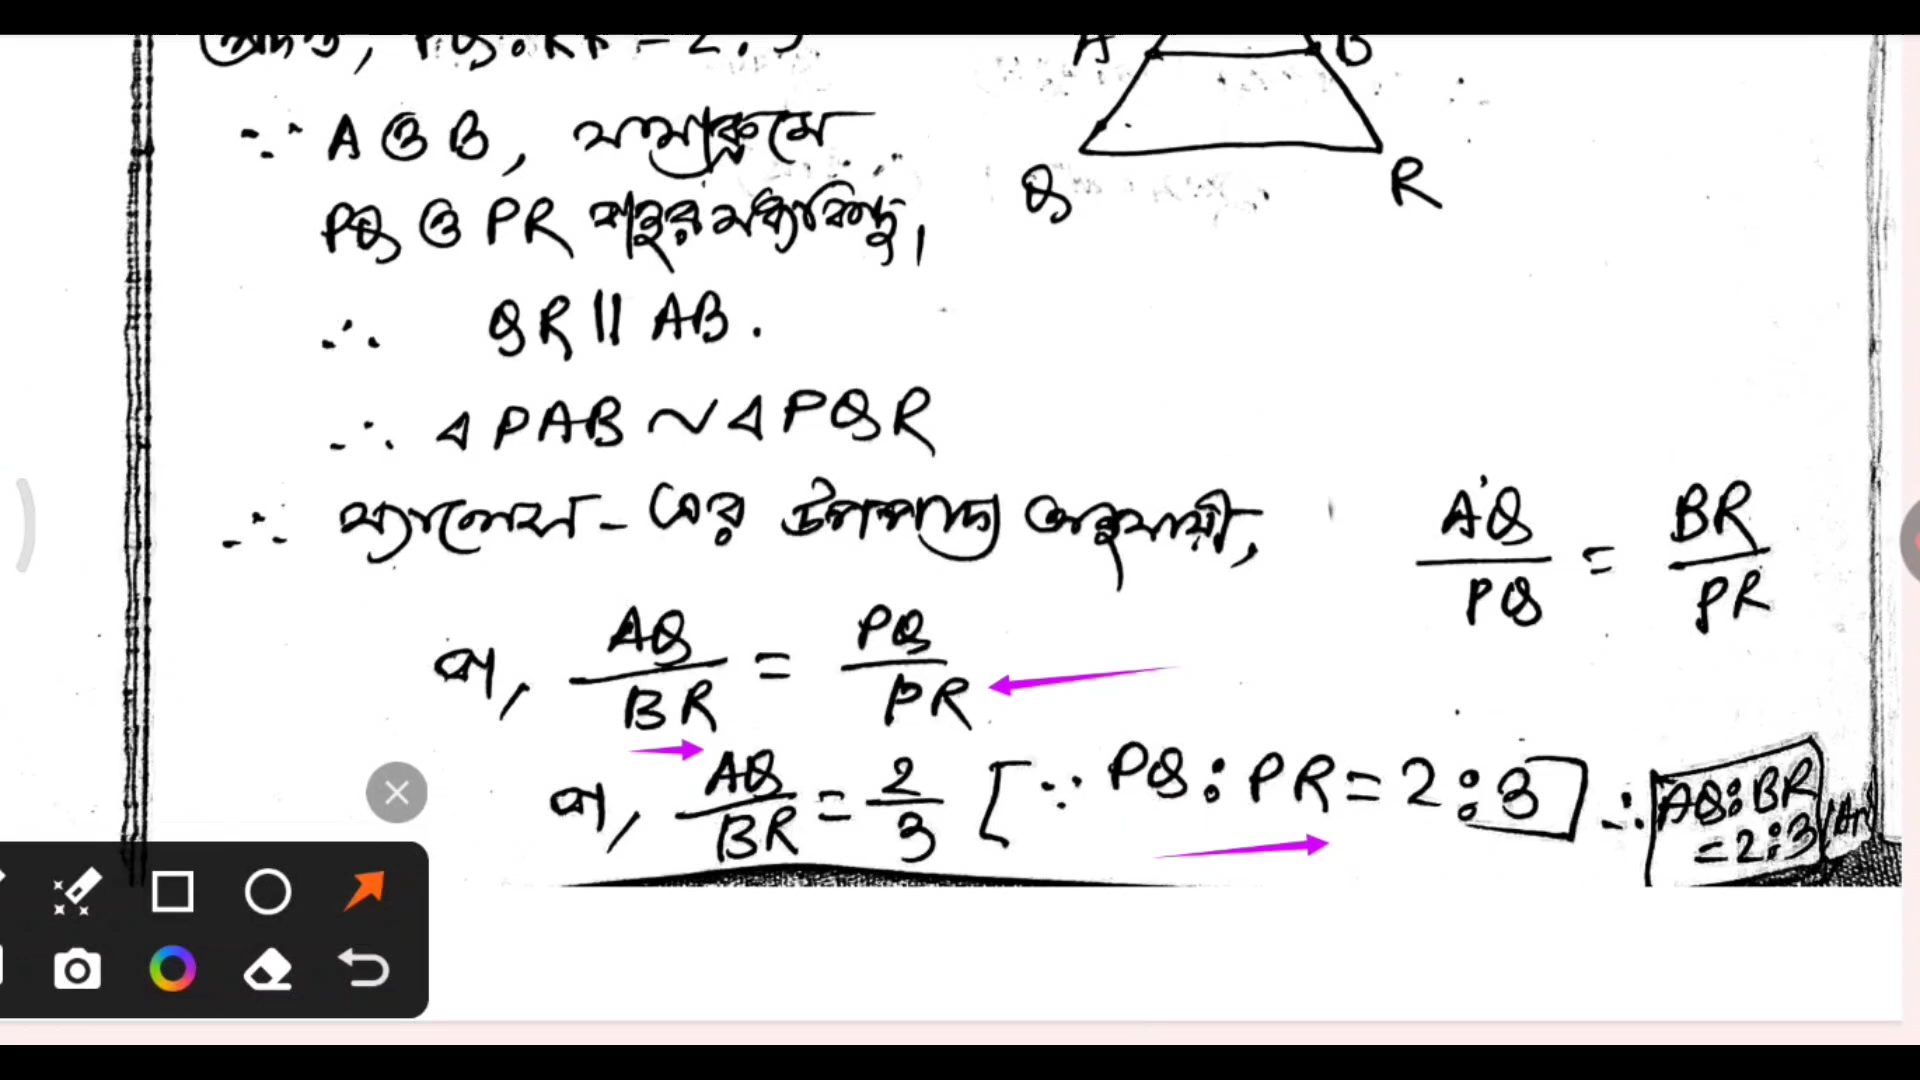 A B
∵ A ও B, যথাক্রমে
PQ ও PR বাহুর মধ্যবিন্দু,
Q R
∴ QR || AB.
∴ △PAB ~ △PQR
∴ থ্যালেস- এর উপপাদ্য অনুযায়ী, AQ/PQ = BR/PR
বা, AQ/BR = PQ/PR
বা, AQ/BR = 2/3 [∵ PQ:PR = 2:3] ∴ AQ:BR
= 2:3 (An